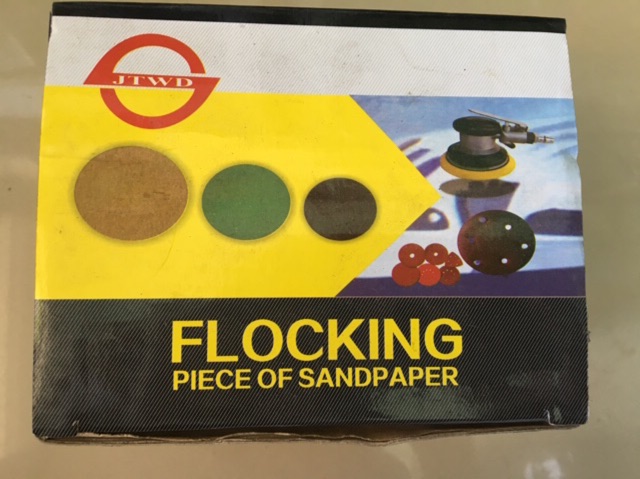 JTWD
FLOCKING
PIECE OF SANDPAPER